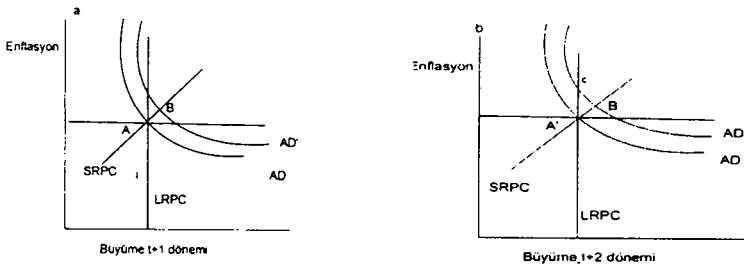 a
Enflasyon
B
A
AD'
SRPC
AD
LRPC
Büyüme t+1 dönemi
b
Enflasyon
c
B
A'
AD
AD
SRPC
LRPC
Büyüme t+2 dönemi